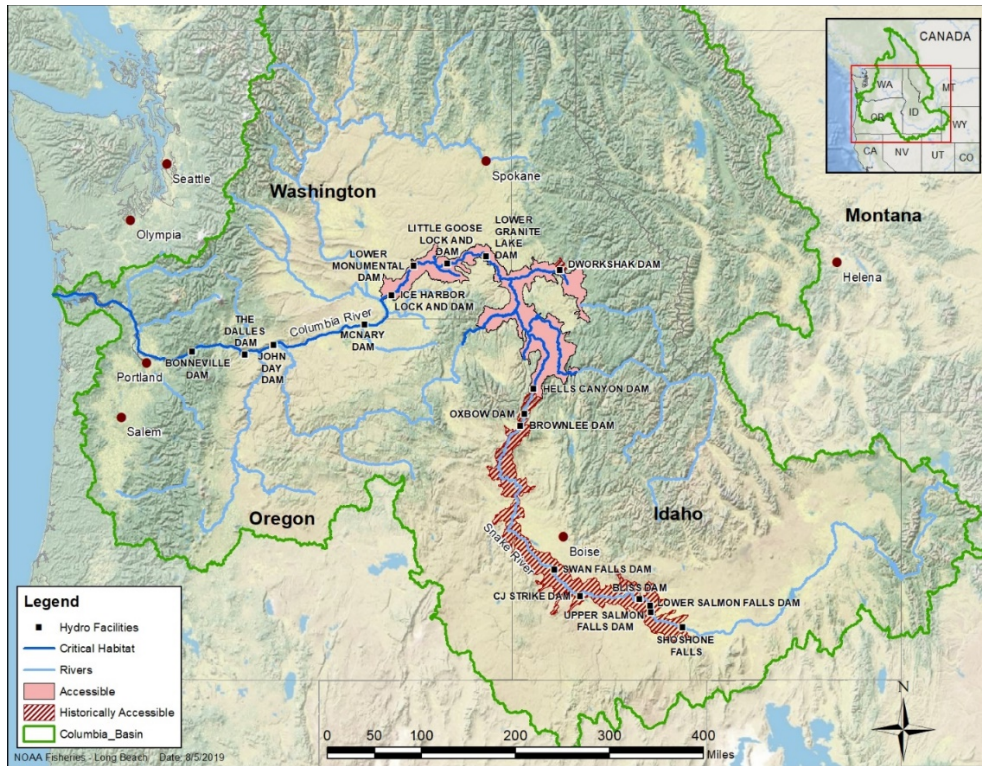 CANADA
WA
MT
OR
ID
WY
CA
NV
UT
CO
Seattle
Spokane
Washington
Olympia
Montana
Helena
LITTLE GOOSE
LOCK AND
DAM
LOWER
GRANITE
LAKE
DAM
LOWER
MONUMENTAL
DAM
DWORKSHAK DAM
ICE HARBOR
LOCK AND DAM
Columbia River
THE
DALLES
DAM
MCNARY
DAM
JOHN
DAY
DAM
BONNEVILLE
DAM
Portland
HELLS CANYON DAM
OXBOW DAM
BROWNLEE DAM
Salem
Oregon
Idaho
Snake River
Boise
SWAN FALLS DAM
CJ STRIKE DAM
BLISS DAM
LOWER SALMON FALLS DAM
UPPER SALMON
FALLS DAM
SHOSHONE
FALLS
Legend
Hydro Facilities
Critical Habitat
Rivers
Accessible
Historically Accessible
Columbia_Basin
NOAA Fisheries - Long Beach Date: 8/5/2019
0 50 100 200 300 400
Miles
N